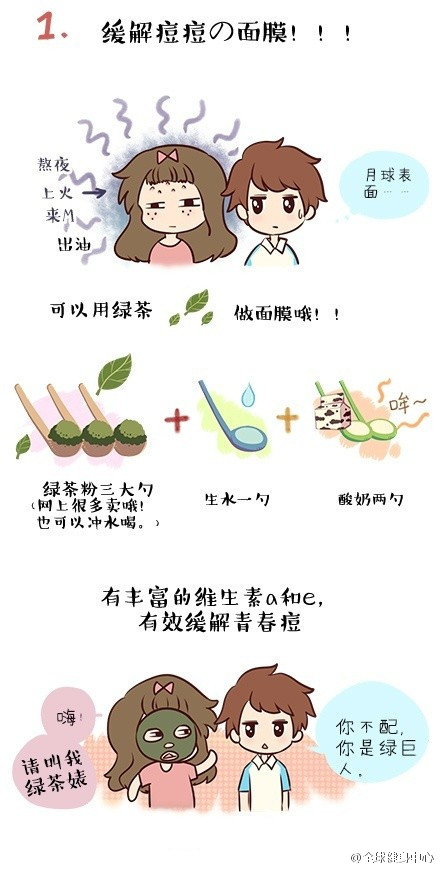 1. 缓解痘痘の面膜！！！
熬夜
上火
来M
出油
月球表
面……
可以用绿茶 做面膜哦！！
哞~
绿茶粉三大勺
(网上很多卖哦！
也可以冲水喝。)
生水一勺
酸奶两勺
有丰富的维生素a和e，
有效缓解青春痘
嗨！
请叫我
绿茶婊
你不配，
你是绿巨
人。